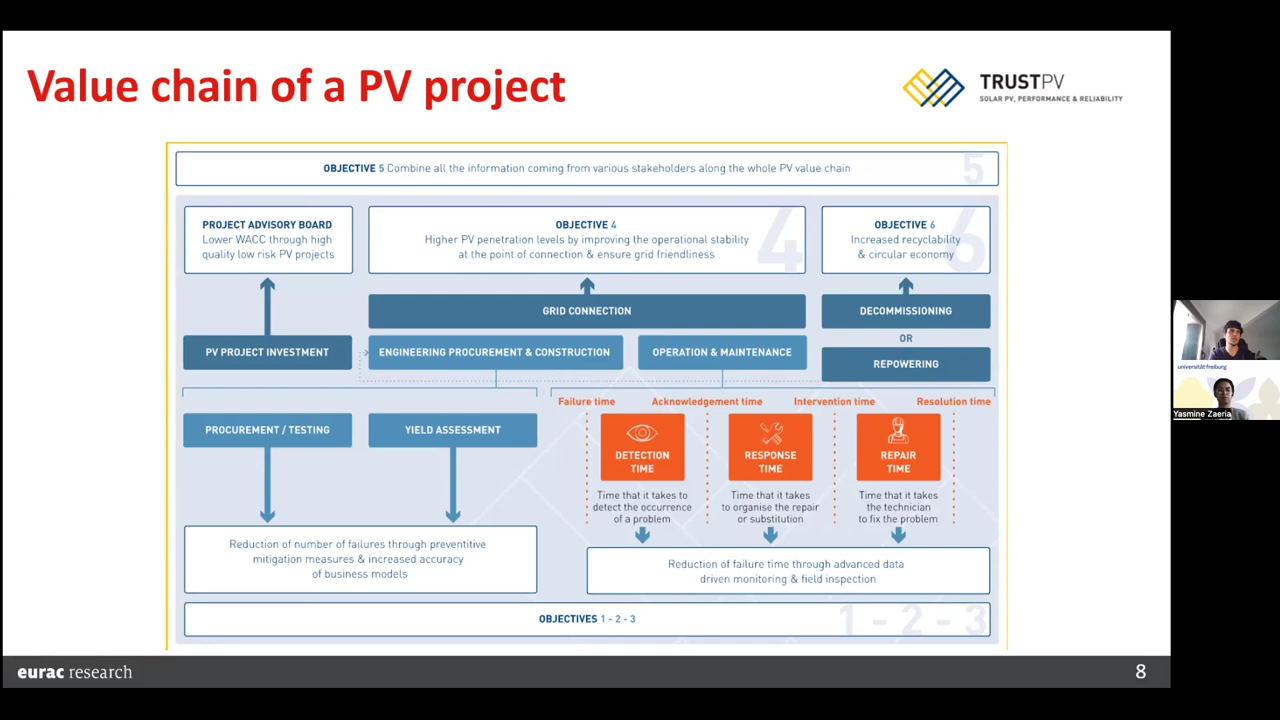 Value chain of a PV project
TRUSTPV
SOLAR PV, PERFORMANCE & RELIABILITY
OBJECTIVE 5 Combine all the information coming from various stakeholders along the whole PV value chain
5
PROJECT ADVISORY BOARD
Lower WACC through high
quality low risk PV projects
OBJECTIVE 4
Higher PV penetration levels by improving the operational stability
at the point of connection & ensure grid friendliness
4
OBJECTIVE 6
Increased recyclability
& circular economy
6
GRID CONNECTION
DECOMMISSIONING
OR
REPOWERING
PV PROJECT INVESTMENT
ENGINEERING PROCUREMENT & CONSTRUCTION
OPERATION & MAINTENANCE
Failure time
Acknowledgement time
Intervention time
Resolution time
PROCUREMENT / TESTING
YIELD ASSESSMENT
DETECTION
TIME
RESPONSE
TIME
REPAIR
TIME
Time that it takes to
detect the occurrence
of a problem
Time that it takes
to organise the repair
or substitution
Time that it takes
the technician
to fix the problem
Reduction of number of failures through preventitive
mitigation measures & increased accuracy
of business models
Reduction of failure time through advanced data
driven monitoring & field inspection
OBJECTIVES 1 - 2 - 3
1 - 2 - 3
eurac research
8
universität freiburg
Yasmine Zaeria